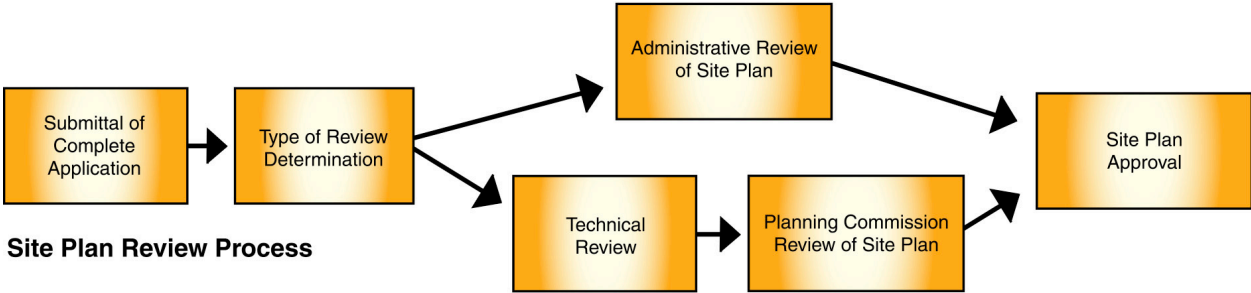 Submittal of
Complete
Application
Type of Review
Determination
Administrative Review
of Site Plan
Technical
Review
Planning Commission
Review of Site Plan
Site Plan
Approval
Site Plan Review Process